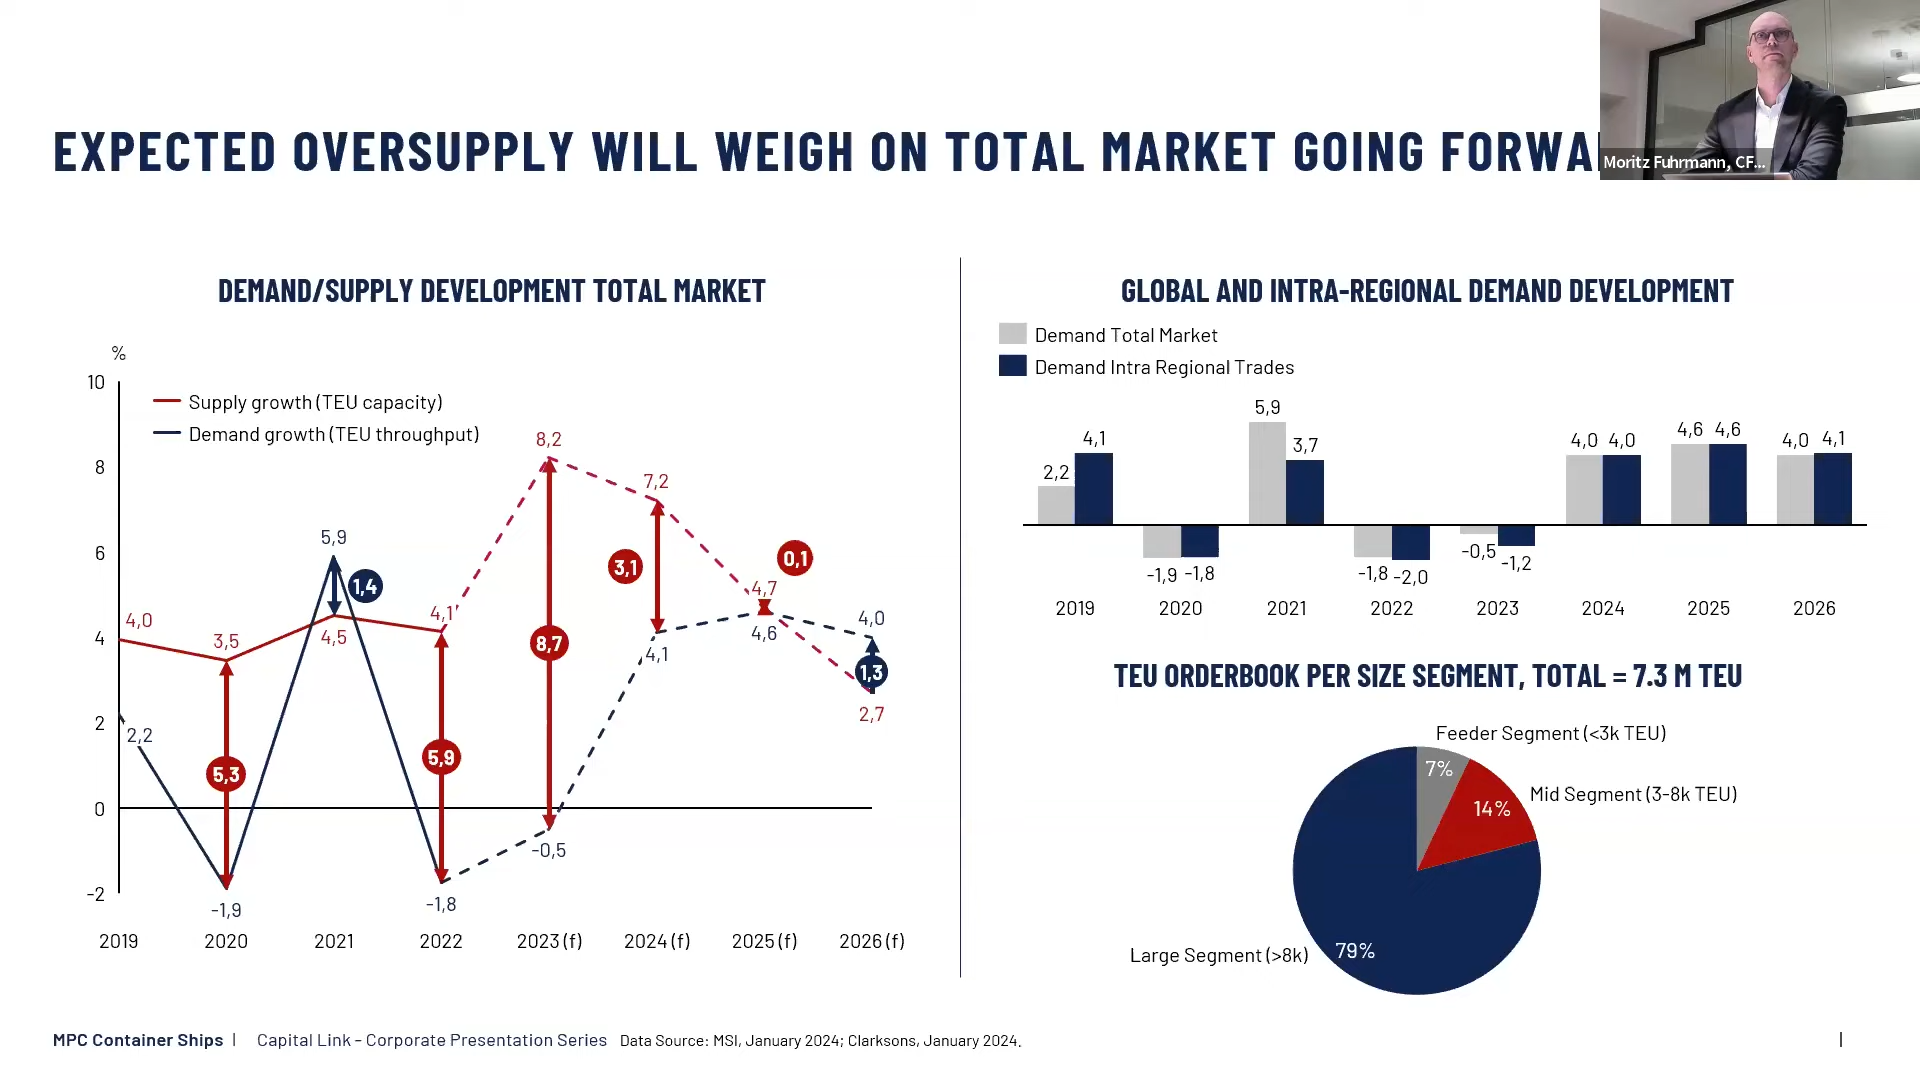 EXPECTED OVERSUPPLY WILL WEIGH ON TOTAL MARKET GOING FORWA
Moritz Fuhrmann, CF...
DEMAND/SUPPLY DEVELOPMENT TOTAL MARKET
%
10
8
6
4
2
0
-2
Supply growth (TEU capacity)
Demand growth (TEU throughput)
4,0
3,5
4,5
4,1
8,2
7,2
4,7
2,7
2,2
-1,9
5,9
-1,8
-0,5
4,1
4,6
4,0
5,3
1,4
5,9
8,7
3,1
0,1
1,3
2019 2020 2021 2022 2023 (f) 2024 (f) 2025 (f) 2026 (f)
GLOBAL AND INTRA-REGIONAL DEMAND DEVELOPMENT
Demand Total Market
Demand Intra Regional Trades
2,2 4,1
-1,9 -1,8
5,9 3,7
-1,8 -2,0
-0,5 -1,2
4,0 4,0
4,6 4,6
4,0 4,1
2019 2020 2021 2022 2023 2024 2025 2026
TEU ORDERBOOK PER SIZE SEGMENT, TOTAL = 7.3 M TEU
Feeder Segment (<3k TEU)
7%
Mid Segment (3-8k TEU)
14%
Large Segment (>8k)
79%
MPC Container Ships | Capital Link – Corporate Presentation Series Data Source: MSI, January 2024; Clarksons, January 2024.
|